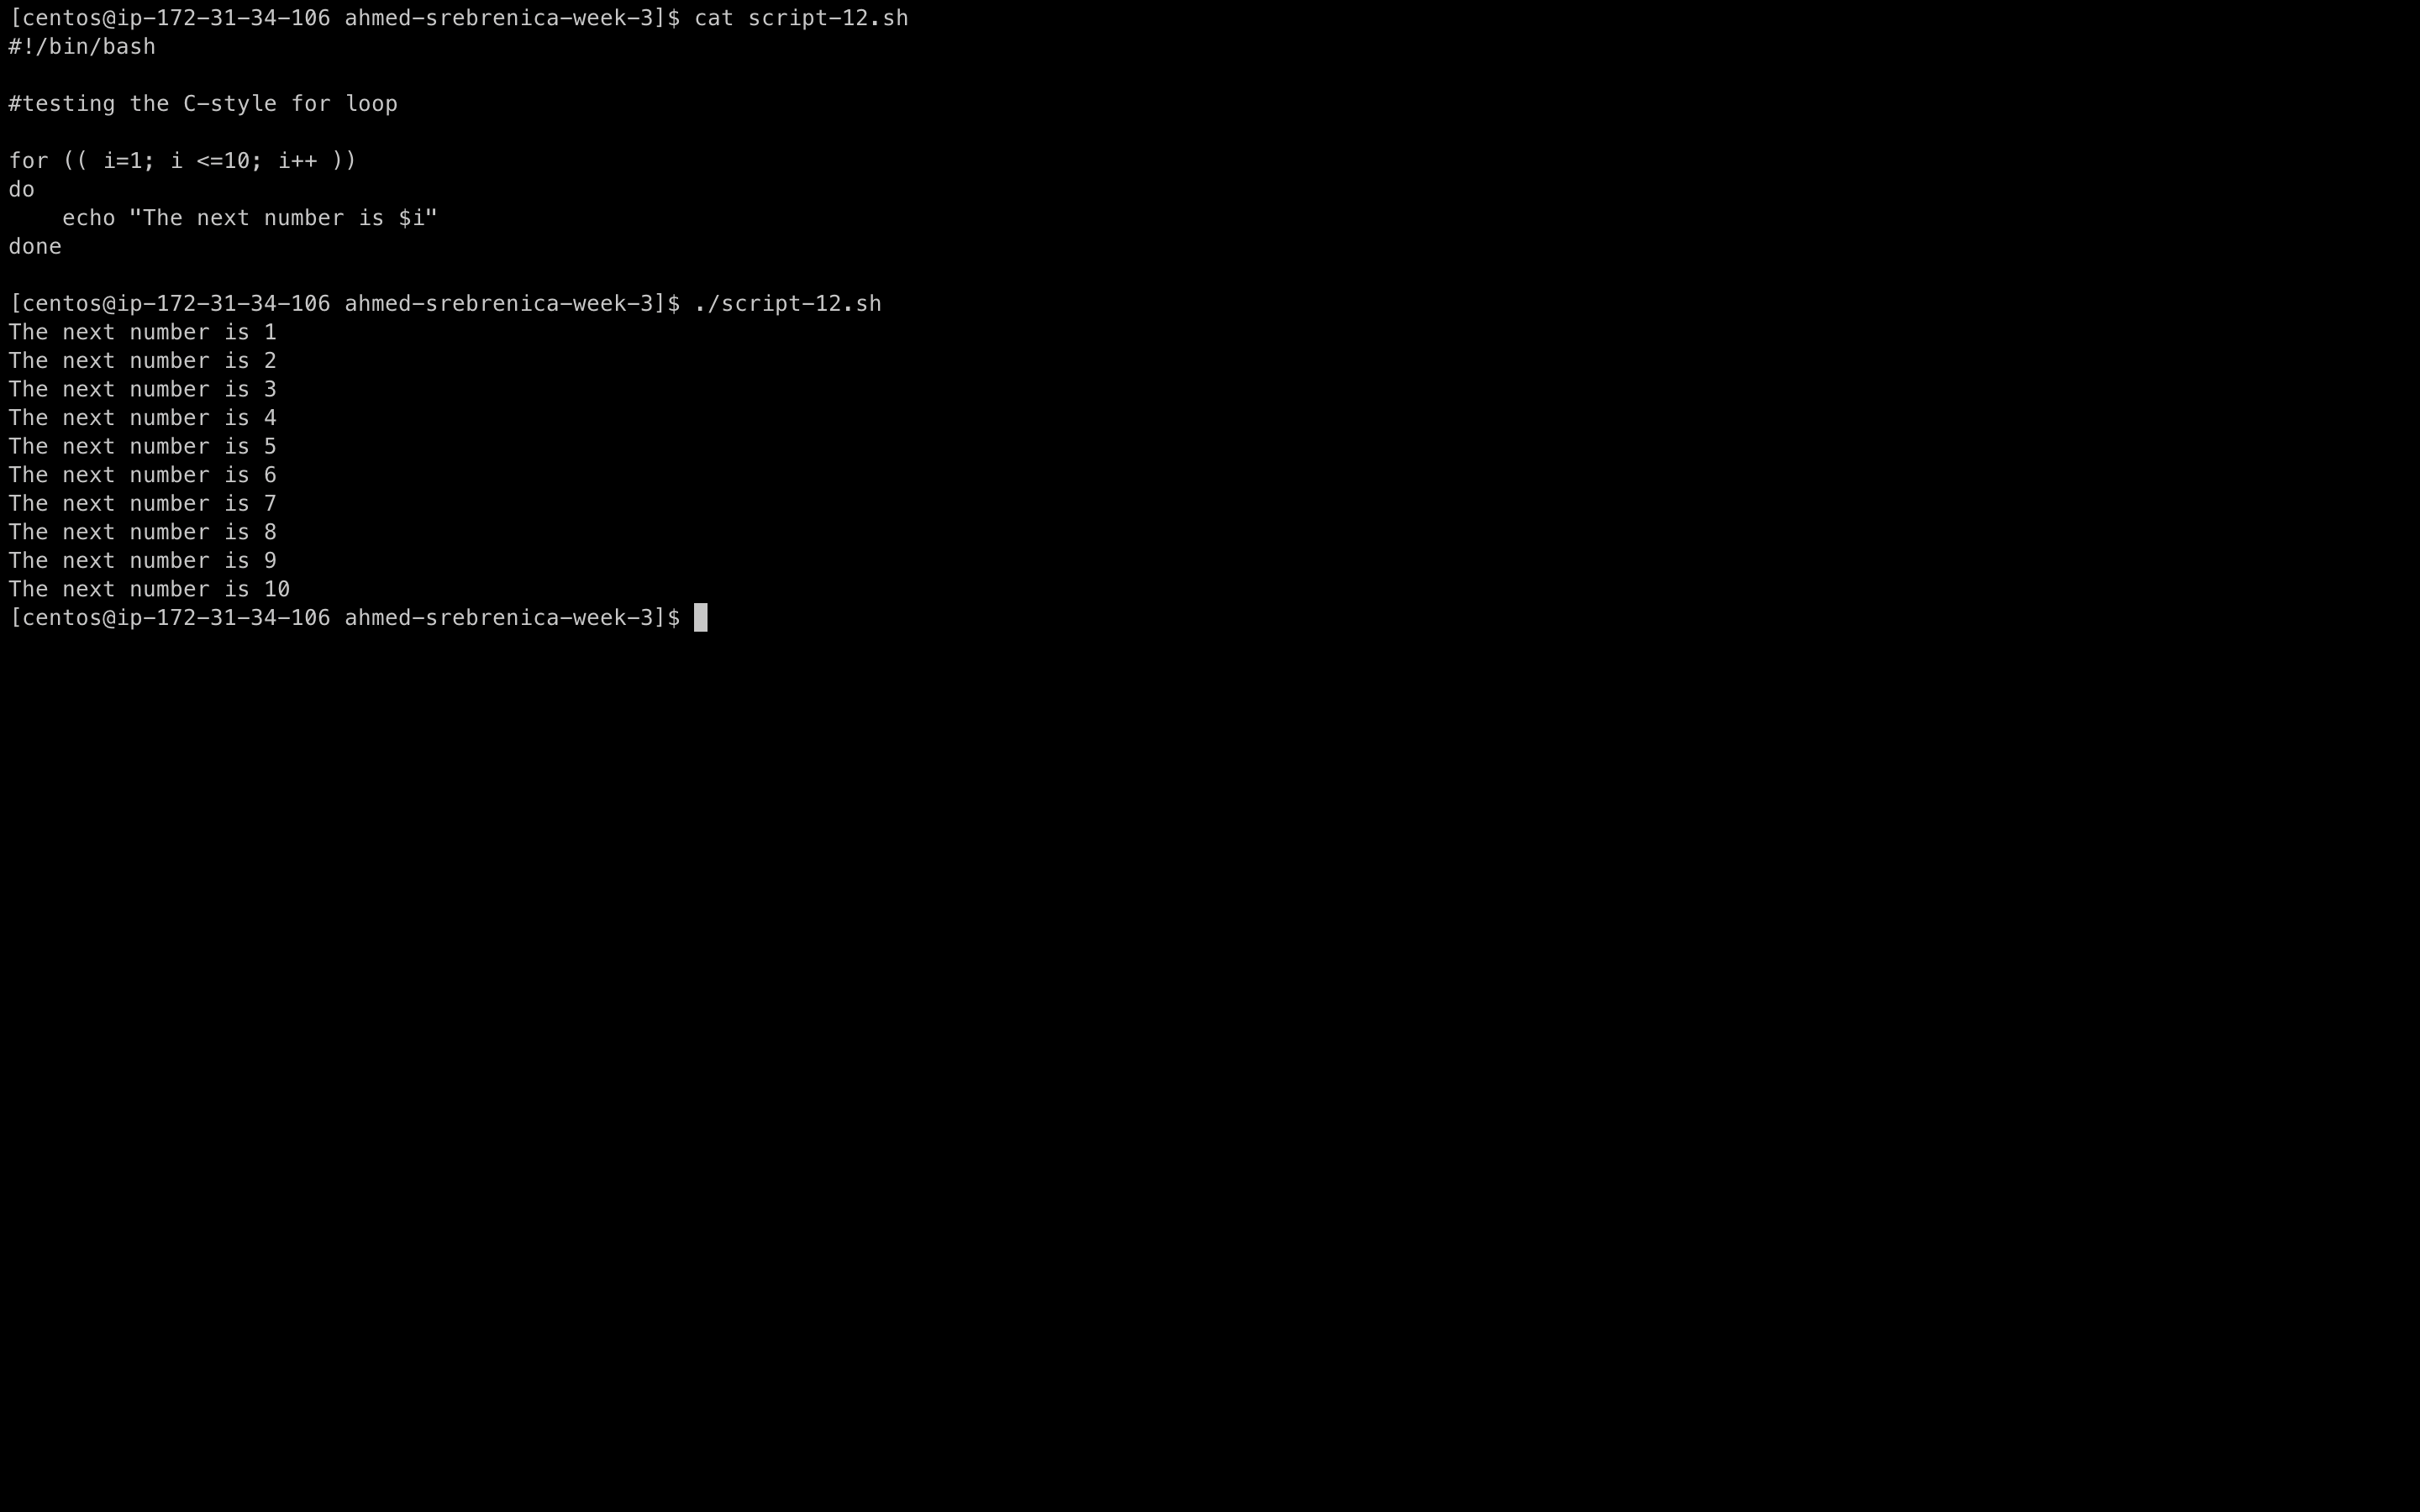 [centos@ip-172-31-34-106 ahmed-srebrenica-week-3]$ cat script-12.sh
#!/bin/bash

#testing the C-style for loop

for (( i=1; i <=10; i++ ))
do
    echo "The next number is $i"
done

[centos@ip-172-31-34-106 ahmed-srebrenica-week-3]$ ./script-12.sh
The next number is 1
The next number is 2
The next number is 3
The next number is 4
The next number is 5
The next number is 6
The next number is 7
The next number is 8
The next number is 9
The next number is 10
[centos@ip-172-31-34-106 ahmed-srebrenica-week-3]$